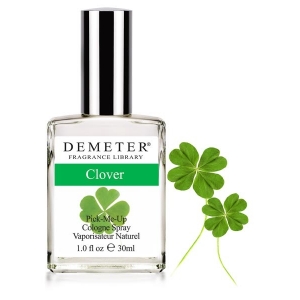 DEMETER®
FRAGRANCE LIBRARY
Clover
Pick-Me-Up
Cologne Spray
Vaporisateur Naturel
1.0 fl oz ℮ 30ml